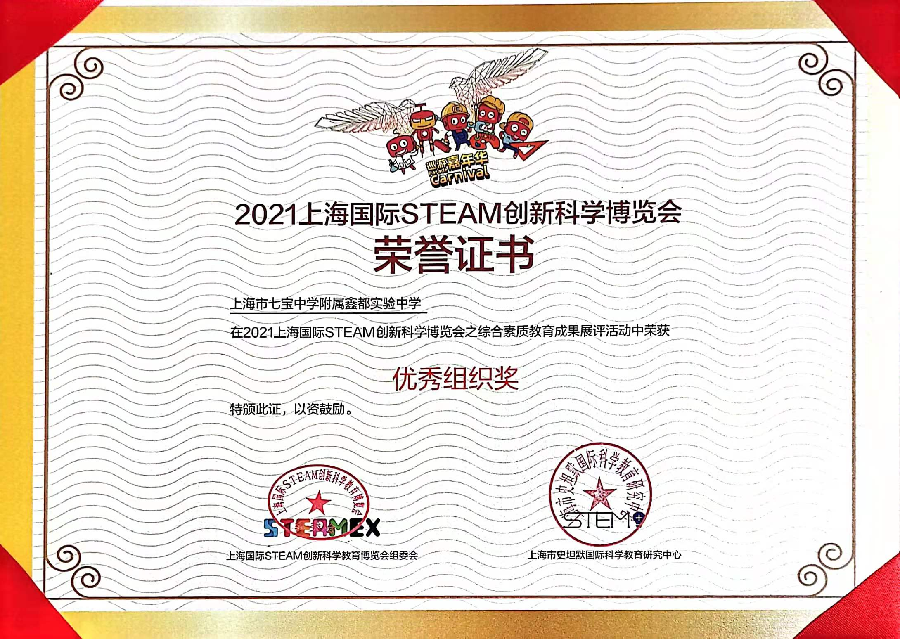 嘉年华
Carnival
2021上海国际STEAM创新科学博览会
荣誉证书
上海市七宝中学附属鑫都实验中学
在2021上海国际STEAM创新科学博览会之综合素质教育成果展评活动中荣获
优秀组织奖
特颁此证，以资鼓励。
上海国际STEAM创新科学教育博览会
STEAMEX
上海国际STEAM创新科学教育博览会组委会
上海市史坦默国际科学教育研究中心
STEM+
上海市史坦默国际科学教育研究中心